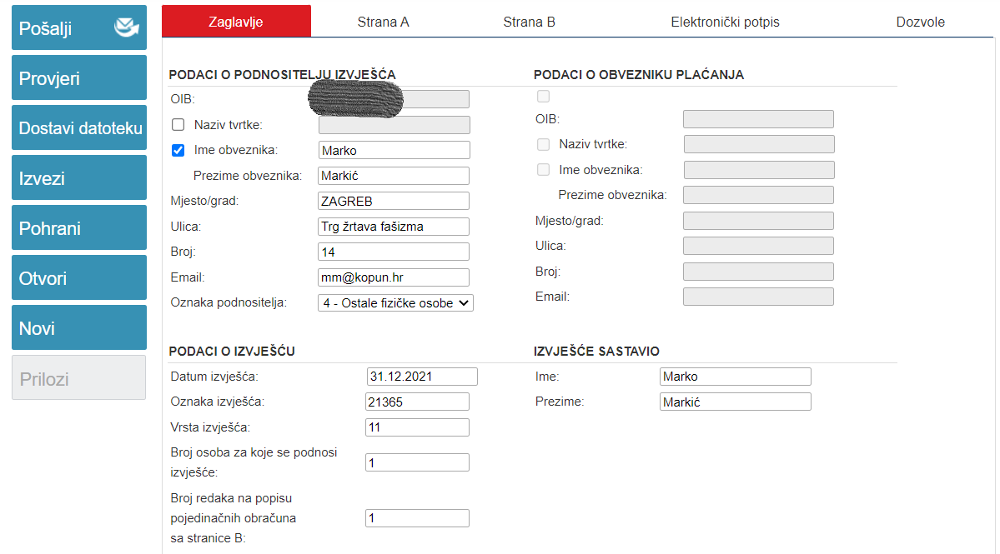 Pošalji
Provjeri
Dostavi datoteku
Izvezi
Pohrani
Otvori
Novi
Prilozi
Zaglavlje
Strana A
Strana B
Elektronički potpis
Dozvole
PODACI O PODNOSITELJU IZVJEŠĆA
OIB:
Naziv tvrtke:
Ime obveznika: Marko
Prezime obveznika: Markić
Mjesto/grad: ZAGREB
Ulica: Trg žrtava fašizma
Broj: 14
Email: mm@kopun.hr
Oznaka podnositelja: 4 - Ostale fizičke osobe
PODACI O OBVEZNIKU PLAĆANJA
OIB:
Naziv tvrtke:
Ime obveznika:
Prezime obveznika:
Mjesto/grad:
Ulica:
Broj:
Email:
PODACI O IZVJEŠĆU
Datum izvješća: 31.12.2021
Oznaka izvješća: 21365
Vrsta izvješća: 11
Broj osoba za koje se podnosi
izvješće: 1
Broj redaka na popisu
pojedinačnih obračuna 1
sa stranice B:
IZVJEŠĆE SASTAVIO
Ime: Marko
Prezime: Markić